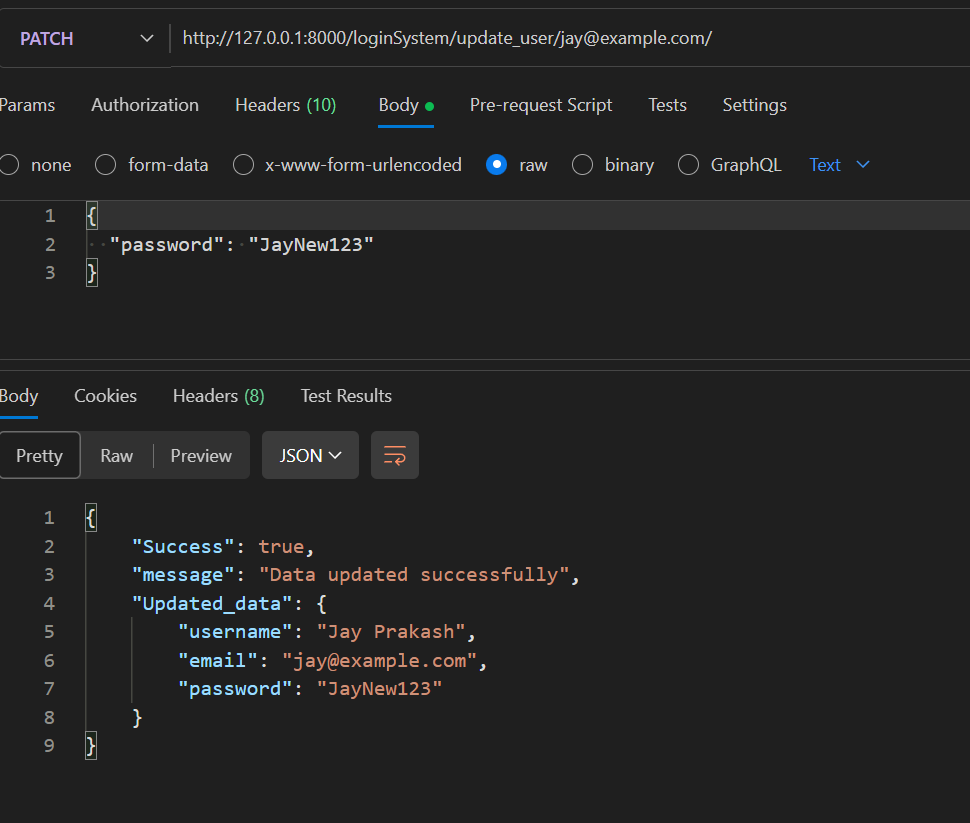 PATCH http://127.0.0.1:8000/loginSystem/update_user/jay@example.com/
Params Authorization Headers (10) Body Pre-request Script Tests Settings
none form-data x-www-form-urlencoded raw binary GraphQL Text
1 {
2 "password": "JayNew123"
3 }
Body Cookies Headers (8) Test Results
Pretty Raw Preview JSON
1 {
2 "Success": true,
3 "message": "Data updated successfully",
4 "Updated_data": {
5 "username": "Jay Prakash",
6 "email": "jay@example.com",
7 "password": "JayNew123"
8 }
9 }